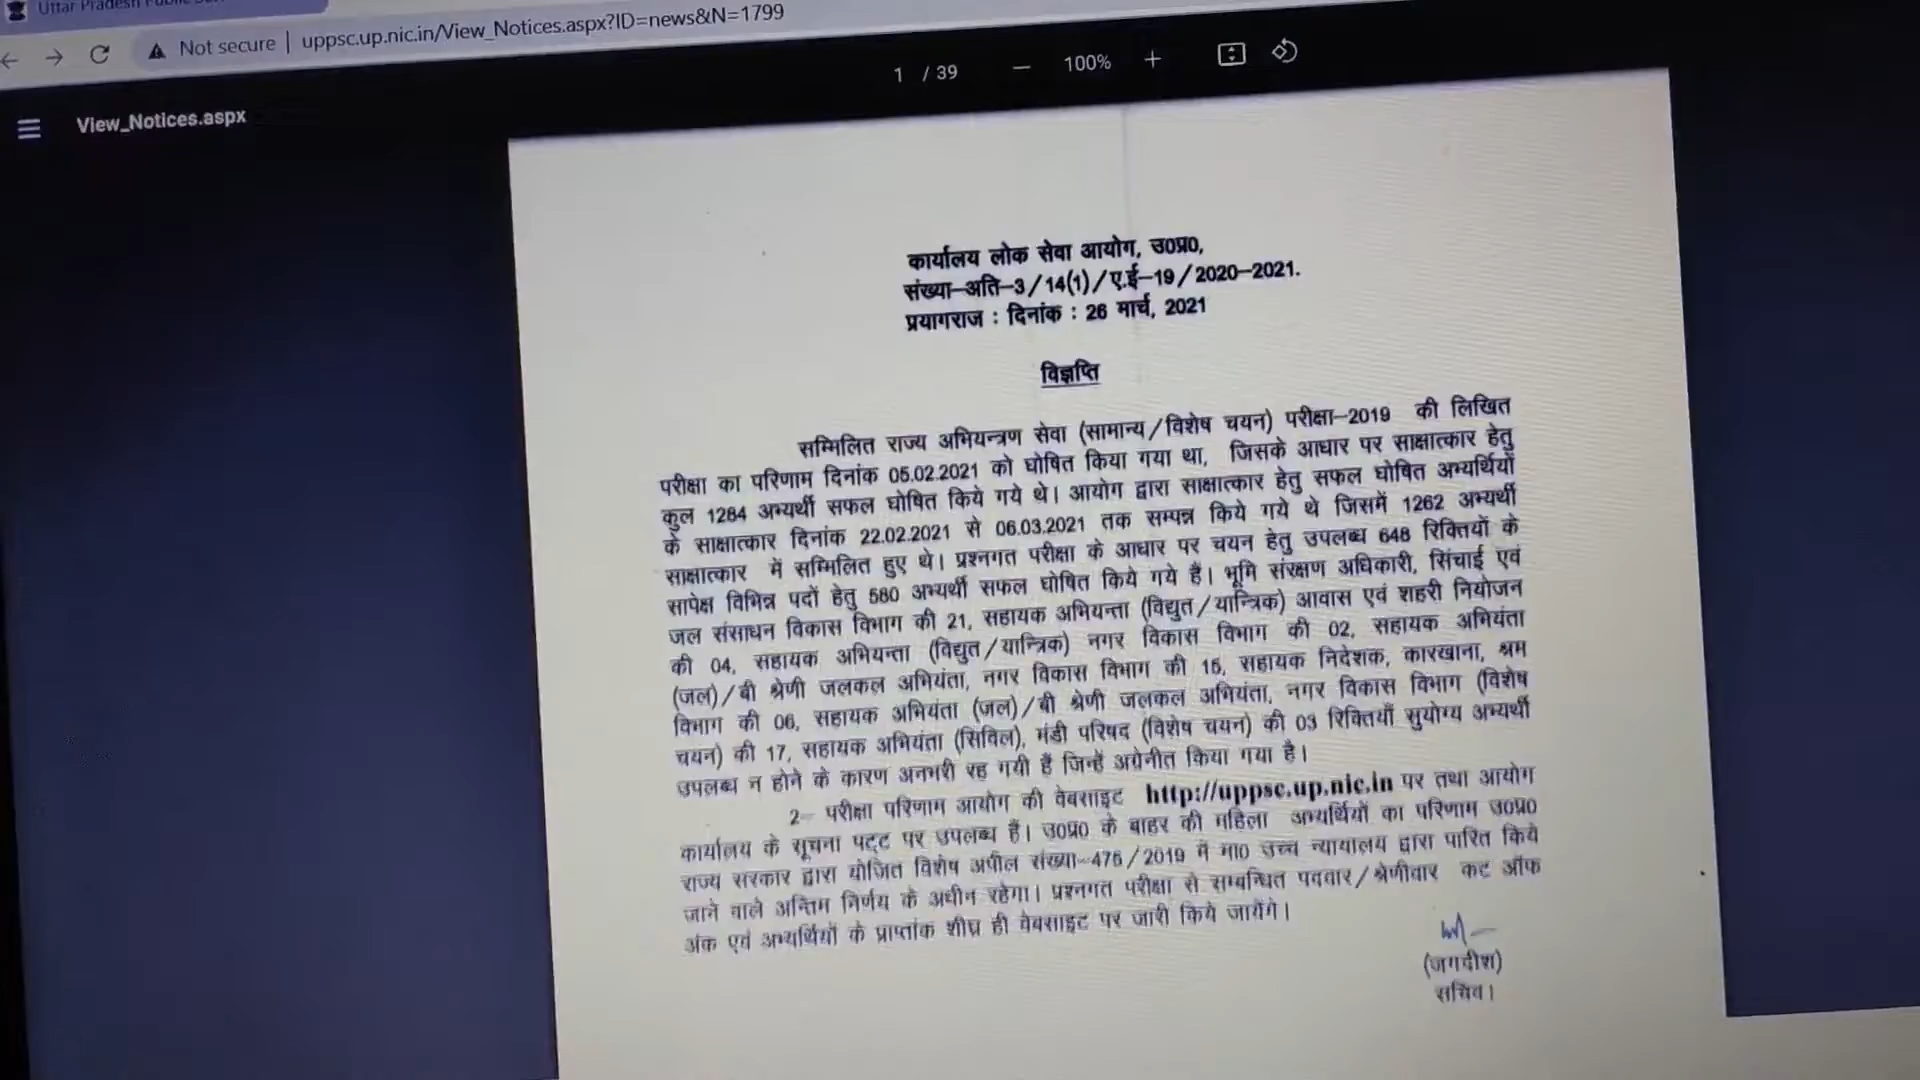 Uttar Pradesh Public Ser
Not secure | uppsc.up.nic.in/View_Notices.aspx?ID=news&N=1799
View_Notices.aspx
1 / 39 — 100% +
कार्यालय लोक सेवा आयोग, उ0प्र0,
संख्या–अति–3/14(1)/ए.ई–19/2020–2021.
प्रयागराज : दिनांक : 26 मार्च, 2021
विज्ञप्ति
सम्मिलित राज्य अभियन्त्रण सेवा (सामान्य/विशेष चयन) परीक्षा–2019 की लिखित
परीक्षा का परिणाम दिनांक 05.02.2021 को घोषित किया गया था, जिसके आधार पर साक्षात्कार हेतु
कुल 1284 अभ्यर्थी सफल घोषित किये गये थे। आयोग द्वारा साक्षात्कार हेतु सफल घोषित अभ्यर्थियों
के साक्षात्कार दिनांक 22.02.2021 से 06.03.2021 तक सम्पन्न किये गये थे जिसमें 1262 अभ्यर्थी
साक्षात्कार में सम्मिलित हुए थे। प्रश्नगत परीक्षा के आधार पर चयन हेतु उपलब्ध 648 रिक्तियों के
सापेक्ष विभिन्न पदों हेतु 580 अभ्यर्थी सफल घोषित किये गये हैं। भूमि संरक्षण अधिकारी, सिंचाई एवं
जल संसाधन विकास विभाग की 21, सहायक अभियन्ता (विद्युत/यान्त्रिक) आवास एवं शहरी नियोजन
की 04, सहायक अभियन्ता (विद्युत/यान्त्रिक) नगर विकास विभाग की 02, सहायक अभियंता
(जल)/बी श्रेणी जलकल अभियंता, नगर विकास विभाग की 15, सहायक निदेशक, कारखाना, श्रम
विभाग की 06, सहायक अभियंता (जल)/बी श्रेणी जलकल अभियंता, नगर विकास विभाग (विशेष
चयन) की 17, सहायक अभियंता (सिविल), मंडी परिषद (विशेष चयन) की 03 रिक्तियाँ सुयोग्य अभ्यर्थी
उपलब्ध न होने के कारण अनभरी रह गयी हैं जिन्हें अग्रेनीत किया गया है।
2– परीक्षा परिणाम आयोग की वेबसाइट http://uppsc.up.nic.in पर तथा आयोग
कार्यालय के सूचना पट्ट पर उपलब्ध हैं। उ0प्र0 के बाहर की महिला अभ्यर्थियों का परिणाम उ0प्र0
राज्य सरकार द्वारा योजित विशेष अपील संख्या–475/2019 में मा0 उच्च न्यायालय द्वारा पारित किये
जाने वाले अन्तिम निर्णय के अधीन रहेगा। प्रश्नगत परीक्षा से सम्बन्धित पदवार/श्रेणीवार कट ऑफ
अंक एवं अभ्यर्थियों के प्राप्तांक शीघ्र ही वेबसाइट पर जारी किये जायेंगे।
(जगदीश)
सचिव।